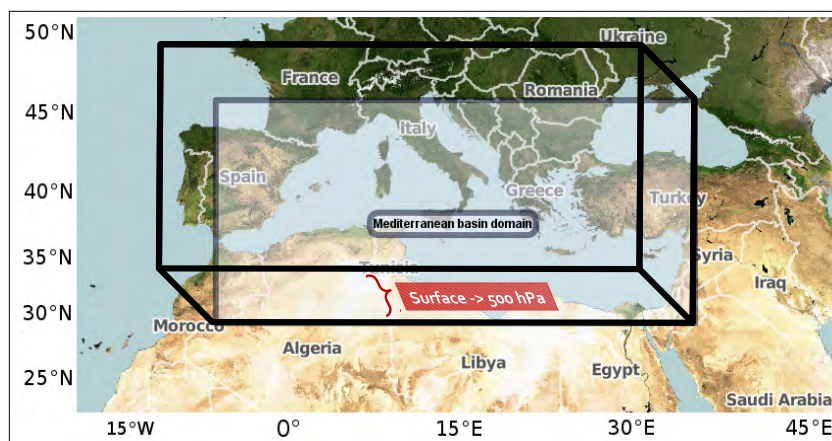 50°N
Ukraine
France
Romania
45°N
Italy
40°N
Spain
Greece
Turkey
Mediterranean basin domain
35°N
Tunisia
Syria
Surface -> 500 hPa
Iraq
30°N
Morocco
Algeria
Libya
Egypt
25°N
Saudi Arabia
15°W
0°
15°E
30°E
45°E